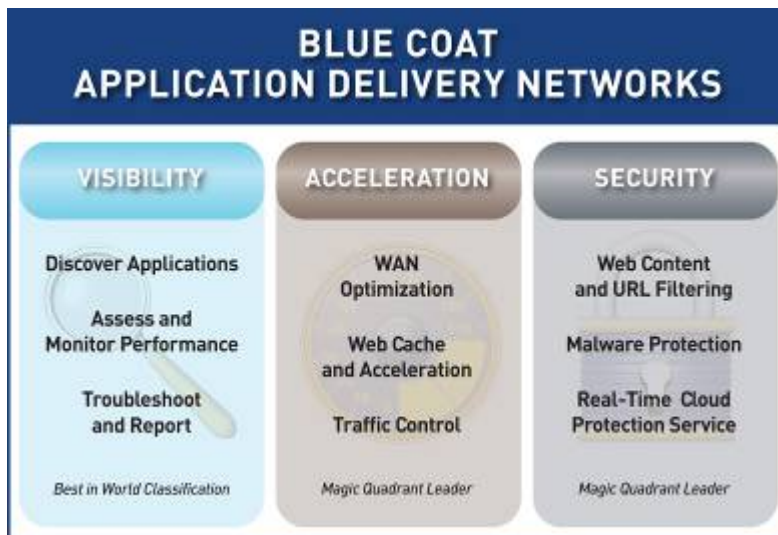 BLUE COAT
APPLICATION DELIVERY NETWORKS
VISIBILITY
Discover Applications
Assess and
Monitor Performance
Troubleshoot
and Report
Best in World Classification
ACCELERATION
WAN
Optimization
Web Cache
and Acceleration
Traffic Control
Magic Quadrant Leader
SECURITY
Web Content
and URL Filtering
Malware Protection
Real-Time Cloud
Protection Service
Magic Quadrant Leader